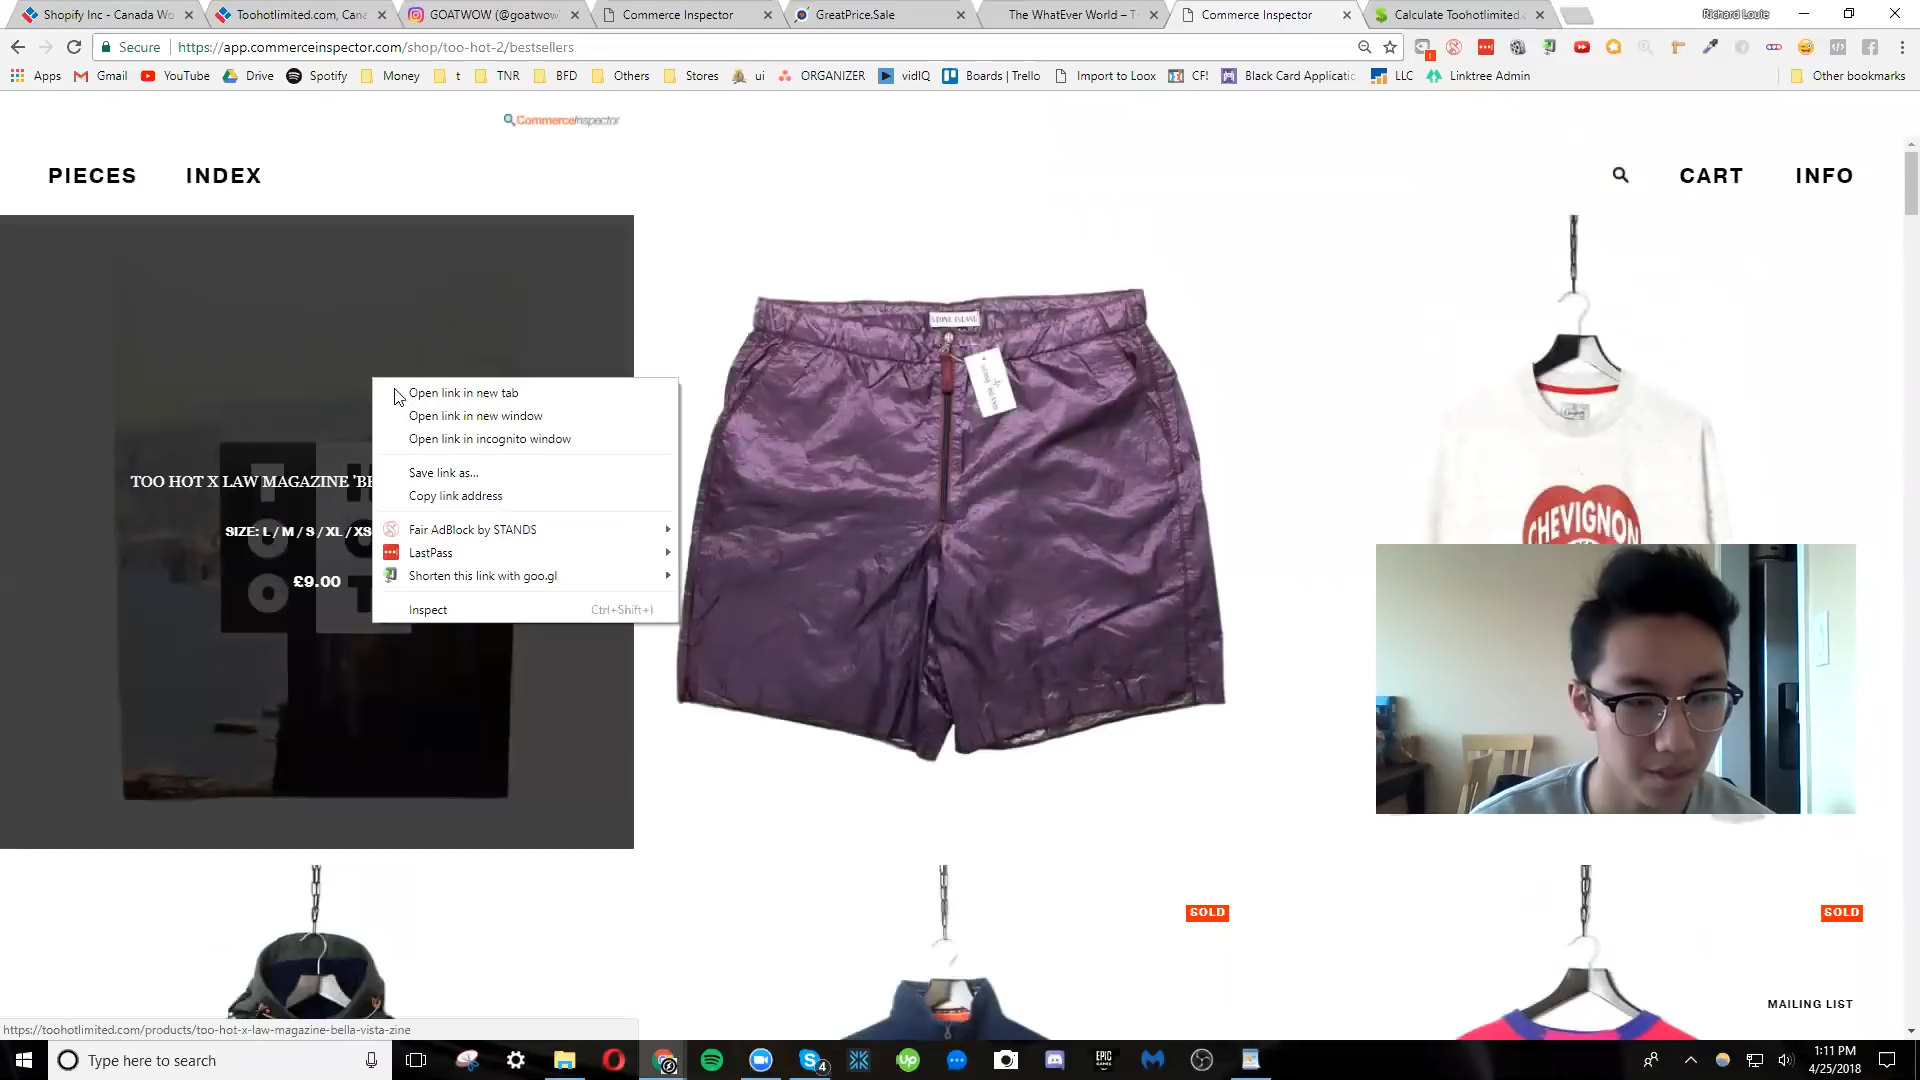 Shopify Inc - Canada Wo
Toohotlimited.com, Can
GOATWOW (@goatwow
Commerce Inspector
GreatPrice.Sale
The WhatEver World – T
Commerce Inspector
Calculate Toohotlimited.
Richard Louie
Secure
https://app.commerceinspector.com/shop/too-hot-2/bestsellers
Apps
Gmail
YouTube
Drive
Spotify
Money
t
TNR
BFD
Others
Stores
ui
ORGANIZER
vidIQ
Boards | Trello
Import to Loox
CF!
Black Card Applicatic
LLC
Linktree Admin
Other bookmarks
CommerceInspector
PIECES
INDEX
CART
INFO
STONE ISLAND
CHEVIGNON
TOO HOT X LAW MAGAZINE 'BE
SIZE: L / M / S / XL / XS
£9.00
Open link in new tab
Open link in new window
Open link in incognito window
Save link as...
Copy link address
Fair AdBlock by STANDS
LastPass
Shorten this link with goo.gl
Inspect
Ctrl+Shift+I
SOLD
SOLD
MAILING LIST
https://toohotlimited.com/products/too-hot-x-law-magazine-bella-vista-zine
Type here to search
4
up
EPIC
GAMES
1:11 PM
4/25/2018